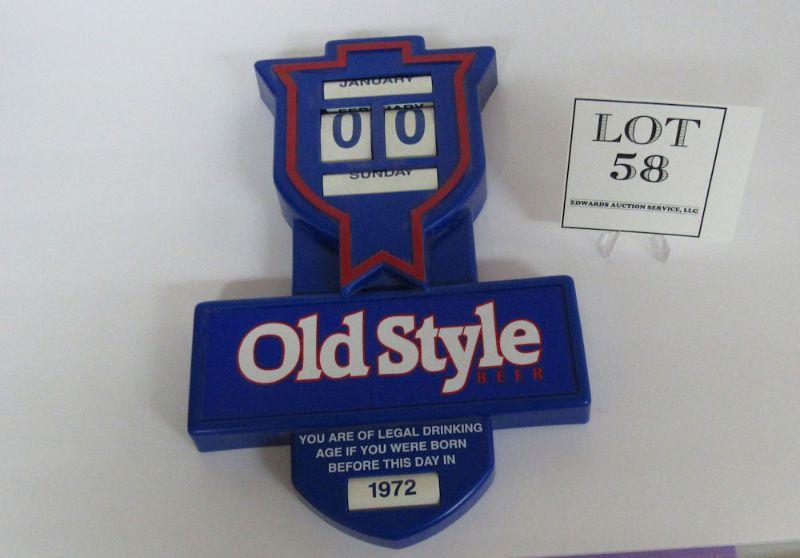 JANUARY
FEBRUARY
0 0
SUNDAY
Old Style
BEER
YOU ARE OF LEGAL DRINKING
AGE IF YOU WERE BORN
BEFORE THIS DAY IN
1972
LOT
58
EDWARDS AUCTION SERVICE, LLC